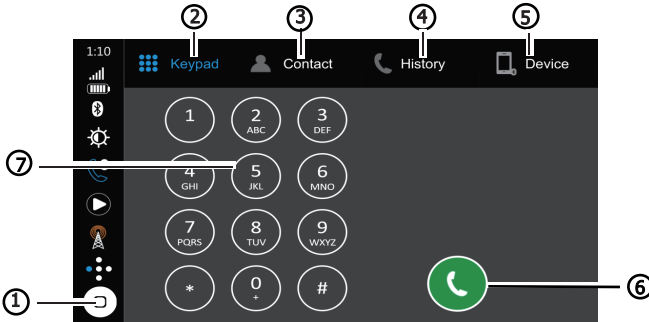 ② ③ ④ ⑤
1:10
Keypad Contact History Device
1 2 3
ABC DEF
⑦
4 5 6
GHI JKL MNO
7 8 9
PQRS TUV WXYZ
* 0 #
+
① ⑥